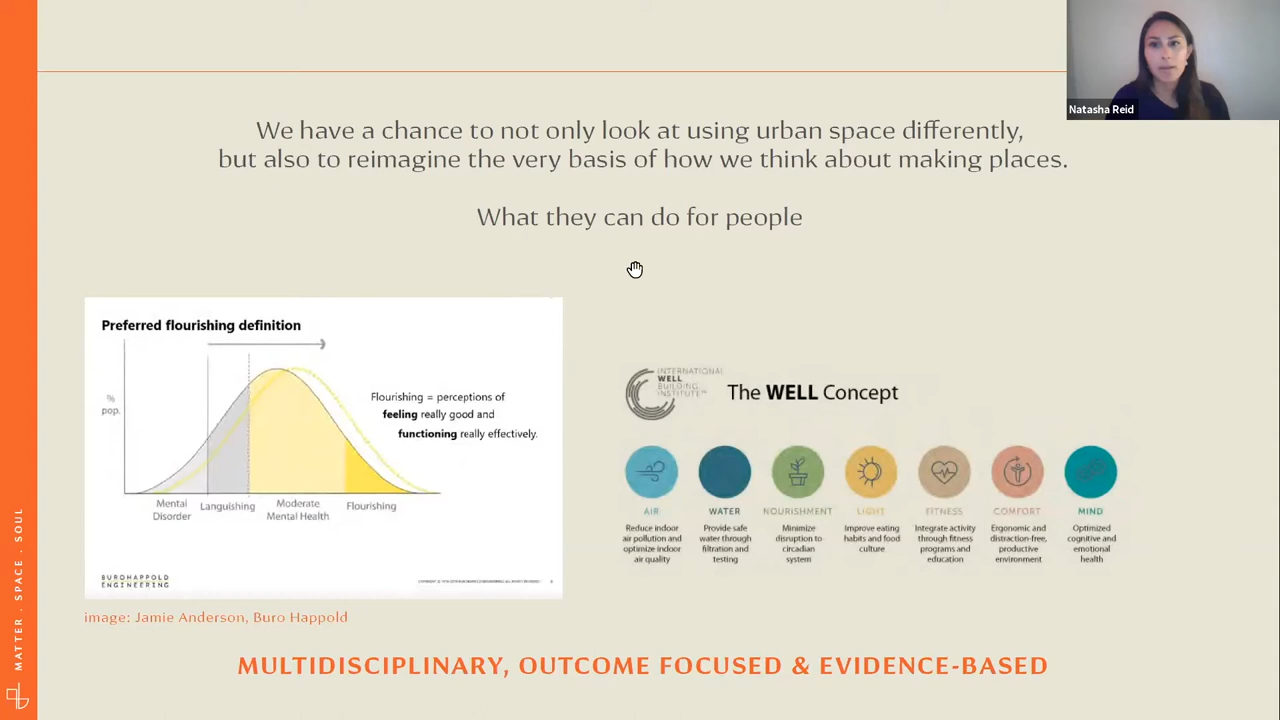 Natasha Reid
We have a chance to not only look at using urban space differently,
but also to reimagine the very basis of how we think about making places.
What they can do for people
Preferred flourishing definition
%
pop.
Flourishing = perceptions of
feeling really good and
functioning really effectively.
Mental
Disorder
Languishing
Moderate
Mental Health
Flourishing
BUROHAPPOLD
ENGINEERING
image: Jamie Anderson, Buro Happold
INTERNATIONAL
WELL
BUILDING
INSTITUTE™
The WELL Concept
AIR
Reduce indoor
air pollution and
optimize indoor
air quality
WATER
Provide safe
water through
filtration and
testing
NOURISHMENT
Minimize
disruption to
circadian
system
LIGHT
Improve eating
habits and food
culture
FITNESS
Integrate activity
through fitness
programs and
education
COMFORT
Ergonomic and
distraction-free,
productive
environment
MIND
Optimized
cognitive and
emotional
health
MULTIDISCIPLINARY, OUTCOME FOCUSED & EVIDENCE-BASED
MATTER . SPACE . SOUL